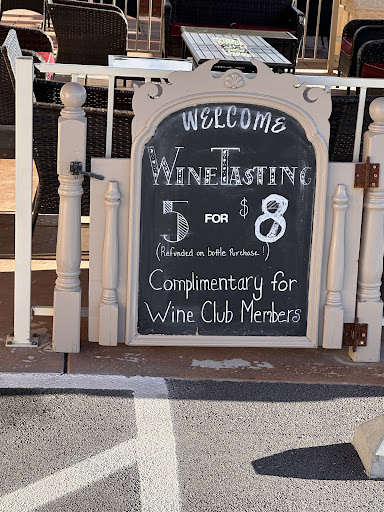 WELCOME
WINETASTING
5 FOR $8
(Refunded on bottle Purchase!)
Complimentary for
Wine Club Members